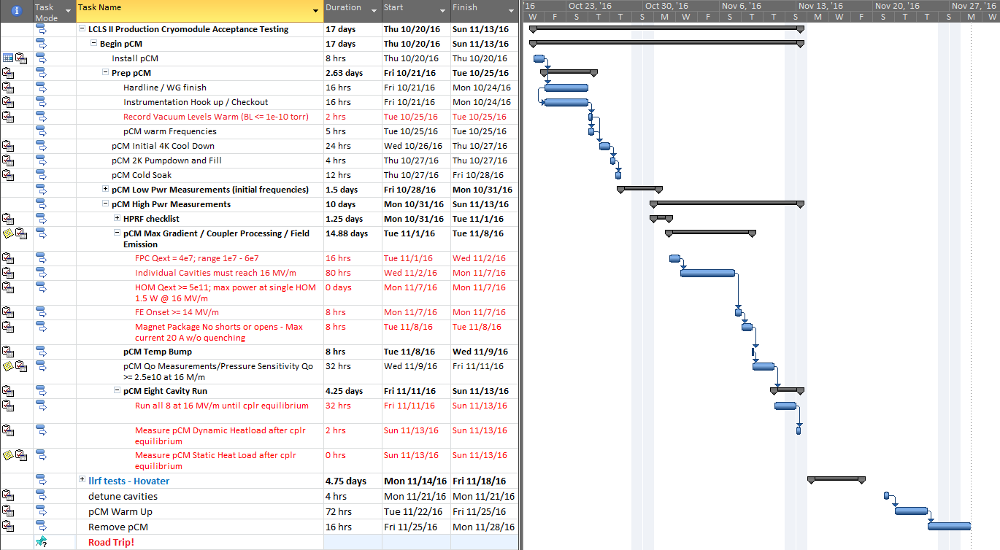 Task Mode Task Name Duration Start Finish '16 Oct 23, '16 Oct 30, '16 Nov 6, '16 Nov 13, '16 Nov 20, '16 Nov 27, '16
W F S T T S M W F S T T S M W F S T T S M W
LCLS II Production Cryomodule Acceptance Testing 17 days Thu 10/20/16 Sun 11/13/16
Begin pCM 17 days Thu 10/20/16 Sun 11/13/16
Install pCM 8 hrs Thu 10/20/16 Thu 10/20/16
Prep pCM 2.63 days Fri 10/21/16 Tue 10/25/16
Hardline / WG finish 16 hrs Fri 10/21/16 Mon 10/24/16
Instrumentation Hook up / Checkout 16 hrs Fri 10/21/16 Mon 10/24/16
Record Vacuum Levels Warm (BL <= 1e-10 torr) 2 hrs Tue 10/25/16 Tue 10/25/16
pCM warm Frequencies 5 hrs Tue 10/25/16 Tue 10/25/16
pCM Initial 4K Cool Down 24 hrs Wed 10/26/16 Thu 10/27/16
pCM 2K Pumpdown and Fill 4 hrs Thu 10/27/16 Thu 10/27/16
pCM Cold Soak 12 hrs Thu 10/27/16 Fri 10/28/16
pCM Low Pwr Measurements (initial frequencies) 1.5 days Fri 10/28/16 Mon 10/31/16
pCM High Pwr Measurements 10 days Mon 10/31/16 Sun 11/13/16
HPRF checklist 1.25 days Mon 10/31/16 Tue 11/1/16
pCM Max Gradient / Coupler Processing / Field 14.88 days Tue 11/1/16 Tue 11/8/16
Emission
FPC Qext = 4e7; range 1e7 - 6e7 16 hrs Tue 11/1/16 Wed 11/2/16
Individual Cavities must reach 16 MV/m 80 hrs Wed 11/2/16 Mon 11/7/16
HOM Qext >= 5e11; max power at single HOM 0 days Mon 11/7/16 Mon 11/7/16
1.5 W @ 16 MV/m
FE Onset >= 14 MV/m 8 hrs Mon 11/7/16 Mon 11/7/16
Magnet Package No shorts or opens - Max 8 hrs Tue 11/8/16 Tue 11/8/16
current 20 A w/o quenching
pCM Temp Bump 8 hrs Tue 11/8/16 Wed 11/9/16
pCM Qo Measurements/Pressure Sensitivity Qo 32 hrs Wed 11/9/16 Fri 11/11/16
>= 2.5e10 at 16 M/m
pCM Eight Cavity Run 4.25 days Fri 11/11/16 Sun 11/13/16
Run all 8 at 16 MV/m until cplr equilibrium 32 hrs Fri 11/11/16 Sun 11/13/16
Measure pCM Dynamic Heatload after cplr 2 hrs Sun 11/13/16 Sun 11/13/16
equilibrium
Measure pCM Static Heat Load after cplr 0 hrs Sun 11/13/16 Sun 11/13/16
equilibrium
llrf tests - Hovater 4.75 days Mon 11/14/16 Fri 11/18/16
detune cavities 4 hrs Mon 11/21/16 Mon 11/21/16
pCM Warm Up 72 hrs Tue 11/22/16 Fri 11/25/16
Remove pCM 16 hrs Fri 11/25/16 Mon 11/28/16
Road Trip!